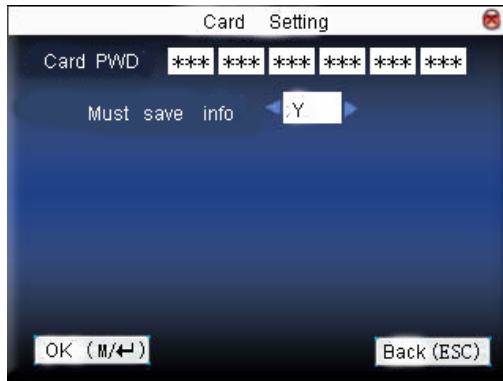 Card Setting
Card PWD *** *** *** *** *** ***
Must save info Y
OK (M/↵)
Back (ESC)